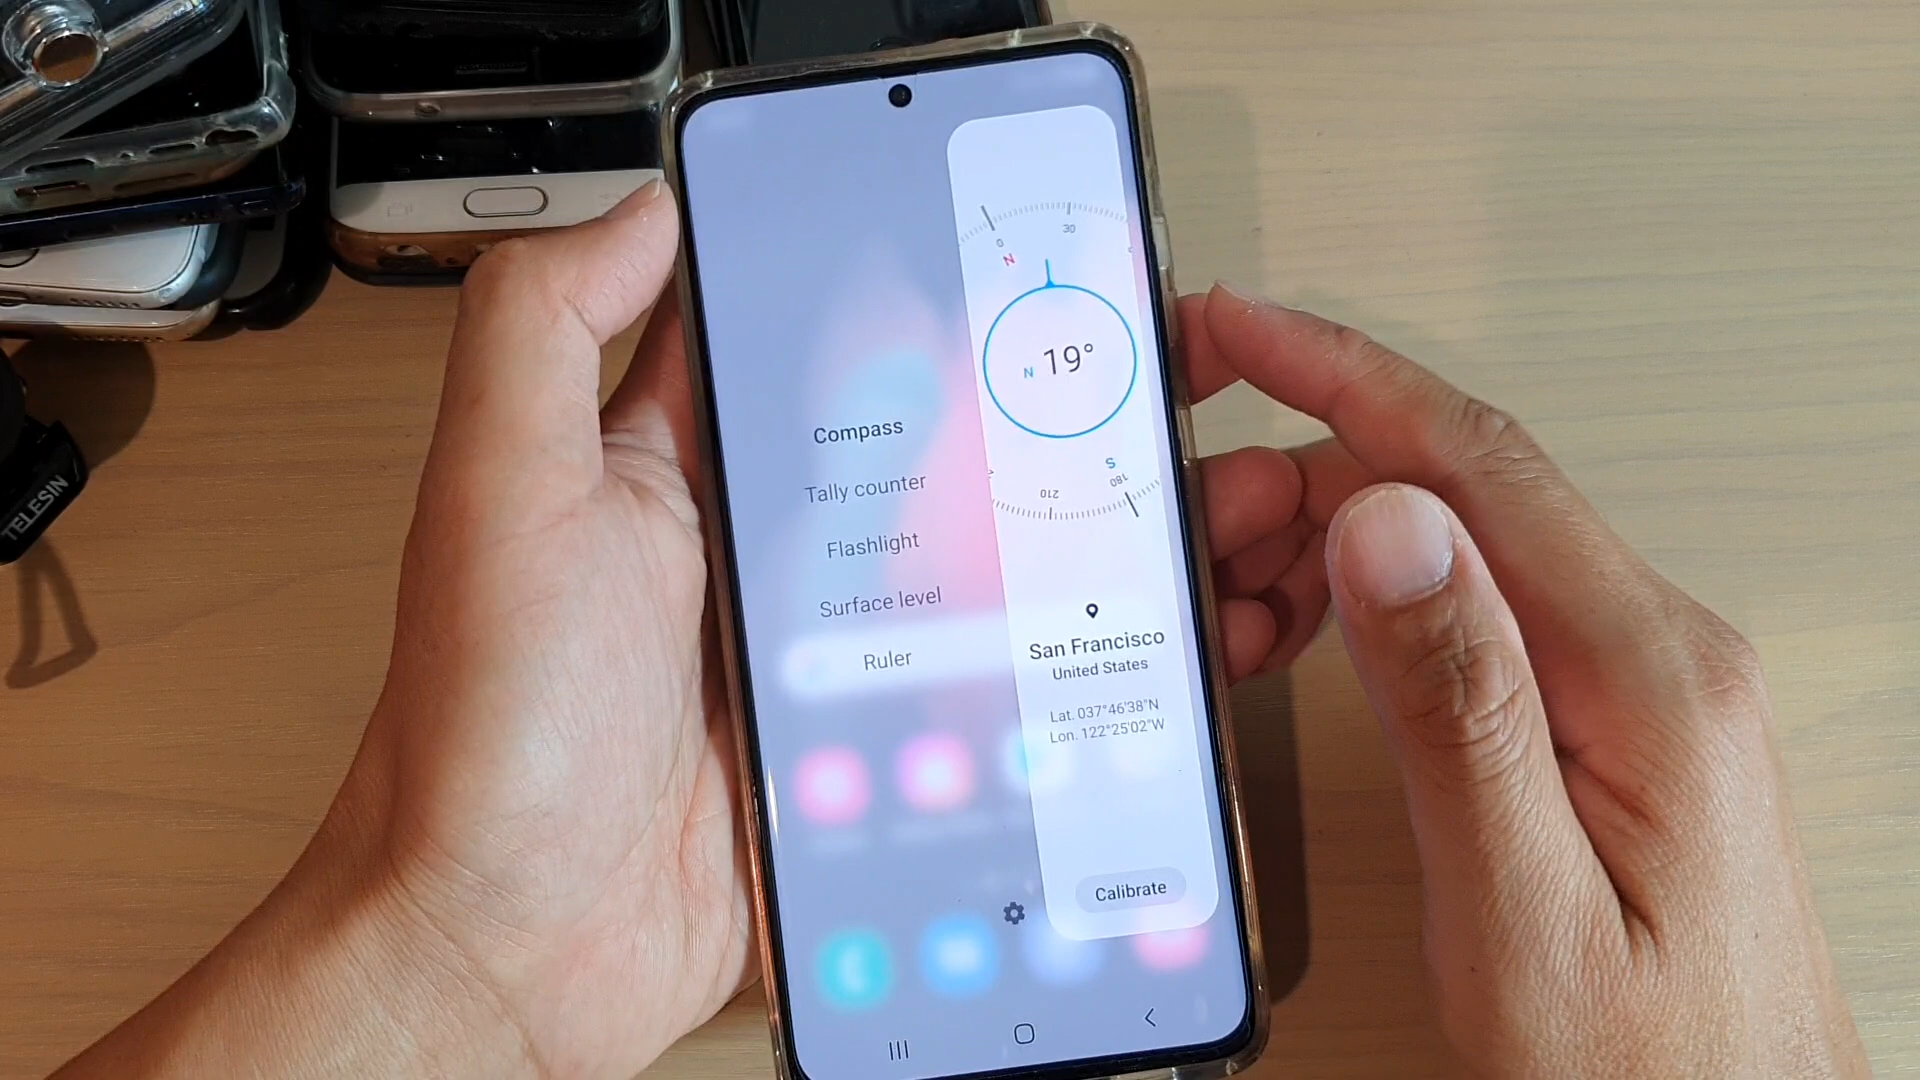 TELESIN
0
30
N
N 19°
S
180
210
Compass
Tally counter
Flashlight
Surface level
Ruler
San Francisco
United States
Lat. 037°46'38"N
Lon. 122°25'02"W
Calibrate